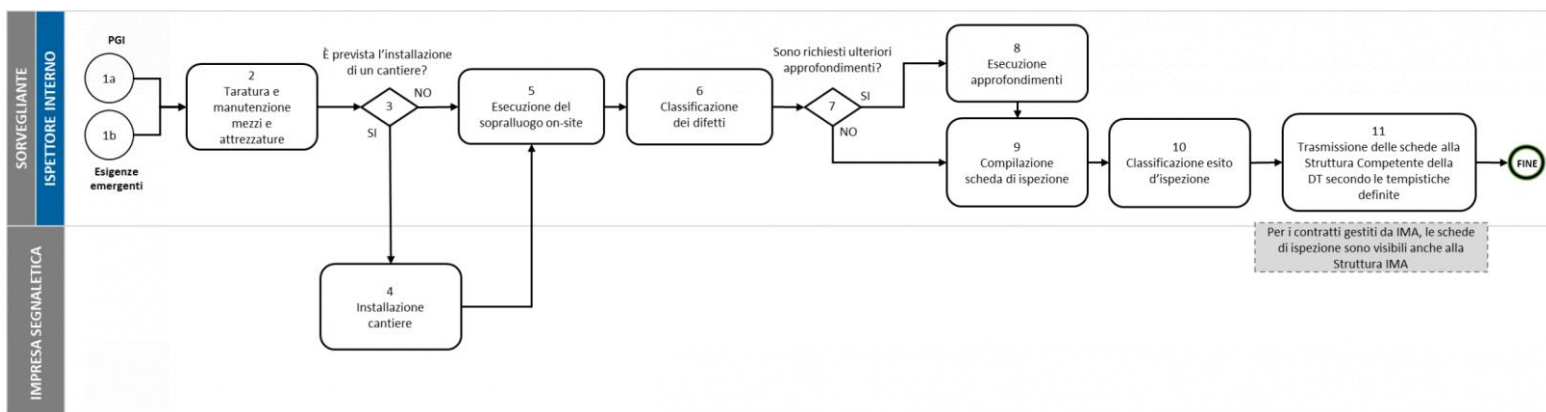 SORVEGLIANTE
ISPETTORE INTERNO
PGI
1a
1b
Esigenze
emergenti
2
Taratura e
manutenzione
mezzi e
attrezzature
È prevista l'installazione
di un cantiere?
3
NO
SI
5
Esecuzione del
sopralluogo on-site
6
Classificazione
dei difetti
Sono richiesti ulteriori
approfondimenti?
7
SI
NO
8
Esecuzione
approfondimenti
9
Compilazione
scheda di ispezione
10
Classificazione esito
d'ispezione
11
Trasmissione delle schede alla
Struttura Competente della
DT secondo le tempistiche
definite
FINE
Per i contratti gestiti da IMA, le schede
di ispezione sono visibili anche alla
Struttura IMA
IMPRESA SEGNALETICA
4
Installazione
cantiere